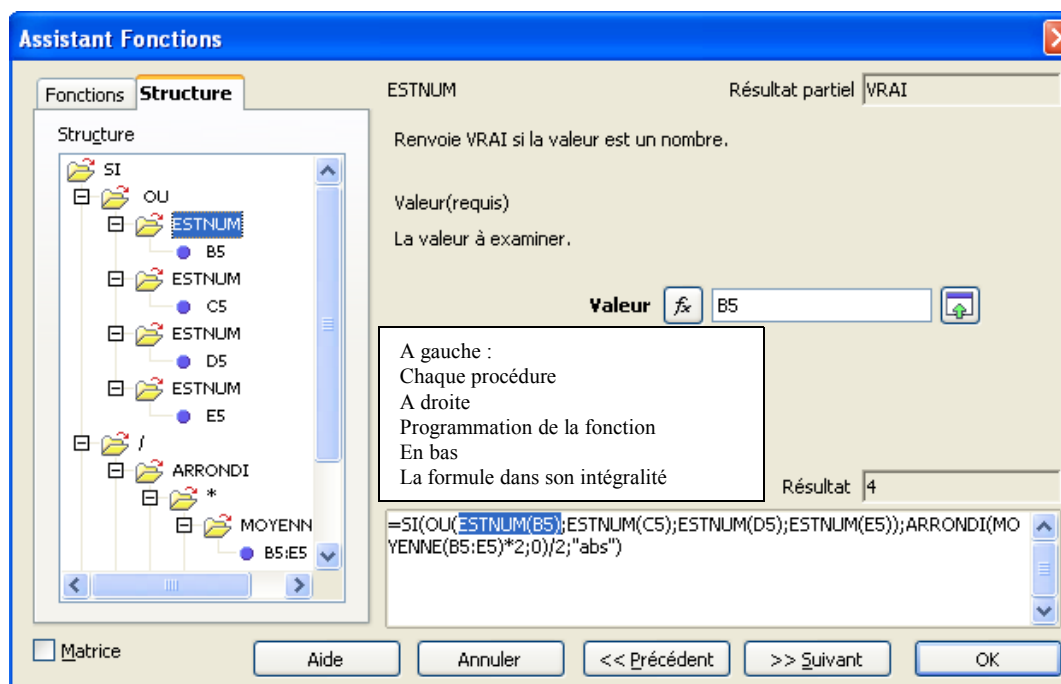 Assistant Fonctions
Fonctions Structure
Structure
SI
OU
ESTNUM
B5
ESTNUM
C5
ESTNUM
D5
ESTNUM
E5
/
ARRONDI
*
MOYENN
B5:E5
ESTNUM Résultat partiel VRAI
Renvoie VRAI si la valeur est un nombre.
Valeur(requis)
La valeur à examiner.
Valeur fx B5
A gauche :
Chaque procédure
A droite
Programmation de la fonction
En bas
La formule dans son intégralité
Résultat 4
=SI(OU(ESTNUM(B5);ESTNUM(C5);ESTNUM(D5);ESTNUM(E5));ARRONDI(MO
YENNE(B5:E5)*2;0)/2;"abs")
Matrice Aide Annuler << Précédent >> Suivant OK